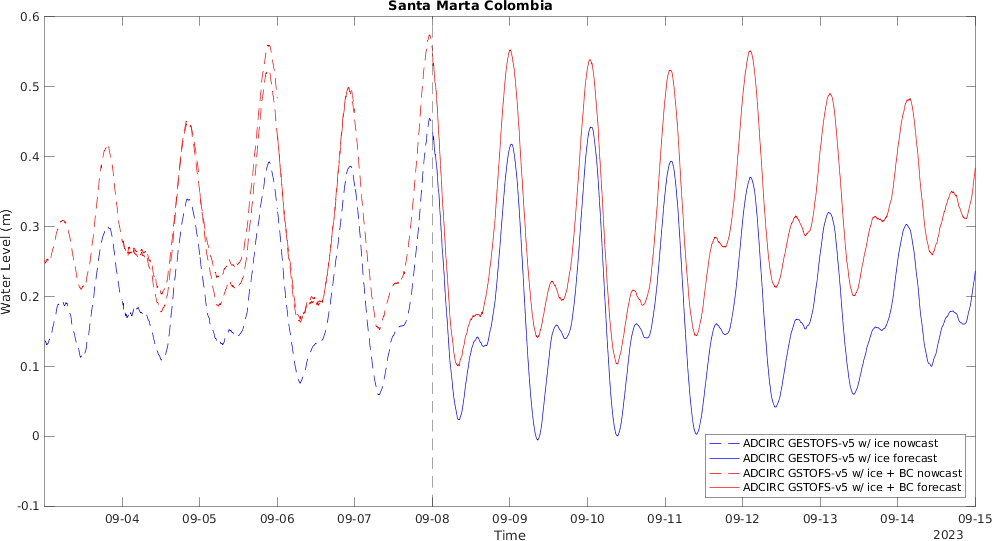 Santa Marta Colombia
0.6
0.5
0.4
0.3
0.2
0.1
0
-0.1
Water Level (m)
09-04 09-05 09-06 09-07 09-08 09-09 09-10 09-11 09-12 09-13 09-14 09-15
Time
2023
ADCIRC GESTOFS-v5 w/ ice nowcast
ADCIRC GESTOFS-v5 w/ ice forecast
ADCIRC GSTOFS-v5 w/ ice + BC nowcast
ADCIRC GSTOFS-v5 w/ ice + BC forecast